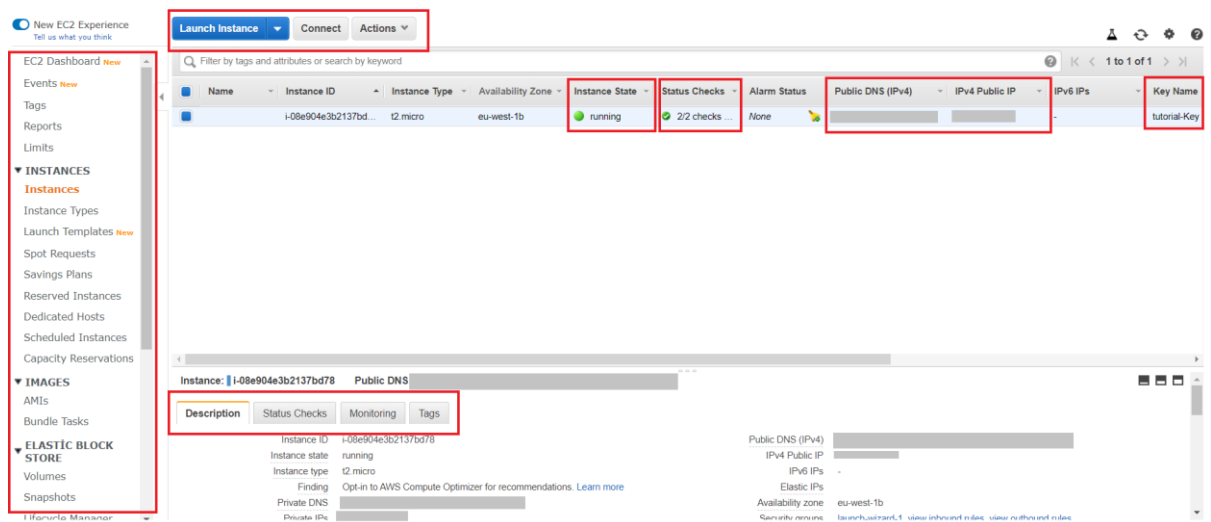 New EC2 Experience
Tell us what you think
EC2 Dashboard New
Events New
Tags
Reports
Limits
INSTANCES
Instances
Instance Types
Launch Templates New
Spot Requests
Savings Plans
Reserved Instances
Dedicated Hosts
Scheduled Instances
Capacity Reservations
IMAGES
AMIs
Bundle Tasks
ELASTİC BLOCK
STORE
Volumes
Snapshots
Lifecycle Manager
Launch Instance Connect Actions
Filter by tags and attributes or search by keyword 1 to 1 of 1
Name Instance ID Instance Type Availability Zone Instance State Status Checks Alarm Status Public DNS (IPv4) IPv4 Public IP IPv6 IPs Key Name
i-08e904e3b2137bd... t2.micro eu-west-1b running 2/2 checks ... None - tutorial-Key
Instance: i-08e904e3b2137bd78 Public DNS
Description Status Checks Monitoring Tags
Instance ID i-08e904e3b2137bd78
Instance state running
Instance type t2.micro
Finding Opt-in to AWS Compute Optimizer for recommendations. Learn more
Private DNS
Private IPs
Public DNS (IPv4)
IPv4 Public IP
IPv6 IPs -
Elastic IPs
Availability zone eu-west-1b
Security groups launch-wizard-1. view inbound rules. view outbound rules